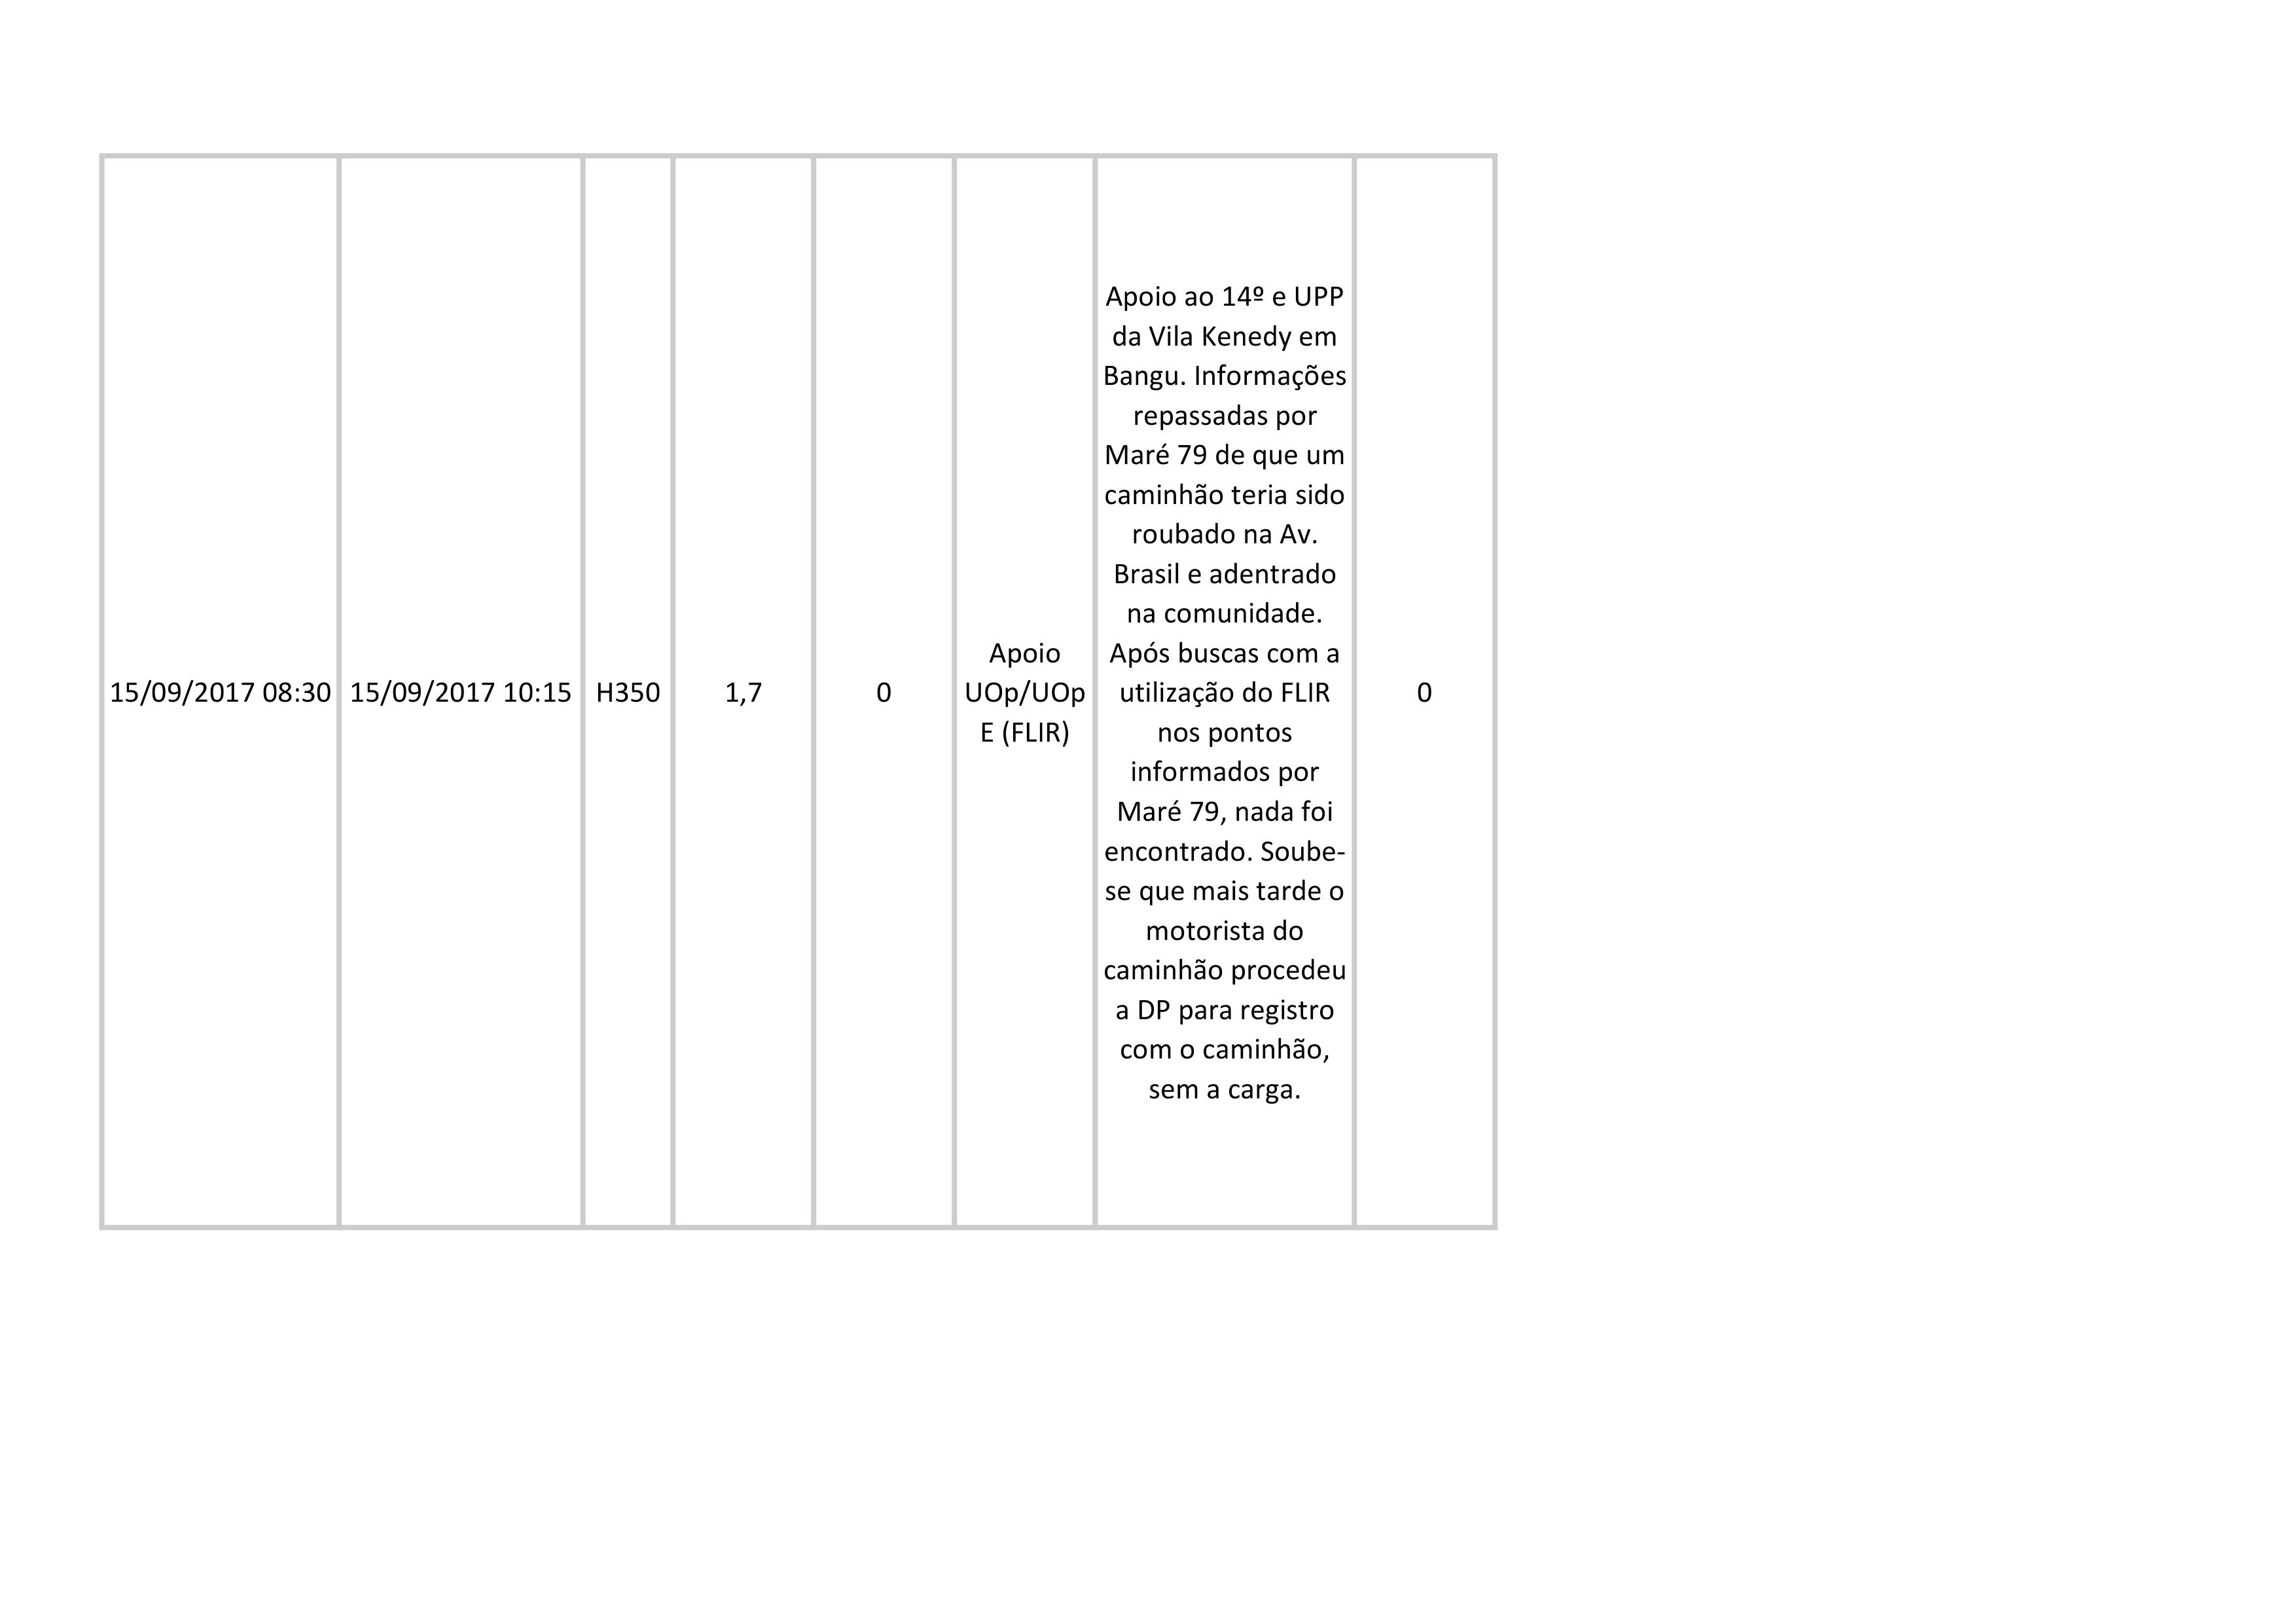 15/09/2017 08:30
15/09/2017 10:15
H350
1,7
0
Apoio
UOp/UOp
E (FLIR)
Apoio ao 14º e UPP
da Vila Kenedy em
Bangu. Informações
repassadas por
Maré 79 de que um
caminhão teria sido
roubado na Av.
Brasil e adentrado
na comunidade.
Após buscas com a
utilização do FLIR
nos pontos
informados por
Maré 79, nada foi
encontrado. Soube-
se que mais tarde o
motorista do
caminhão procedeu
a DP para registro
com o caminhão,
sem a carga.
0